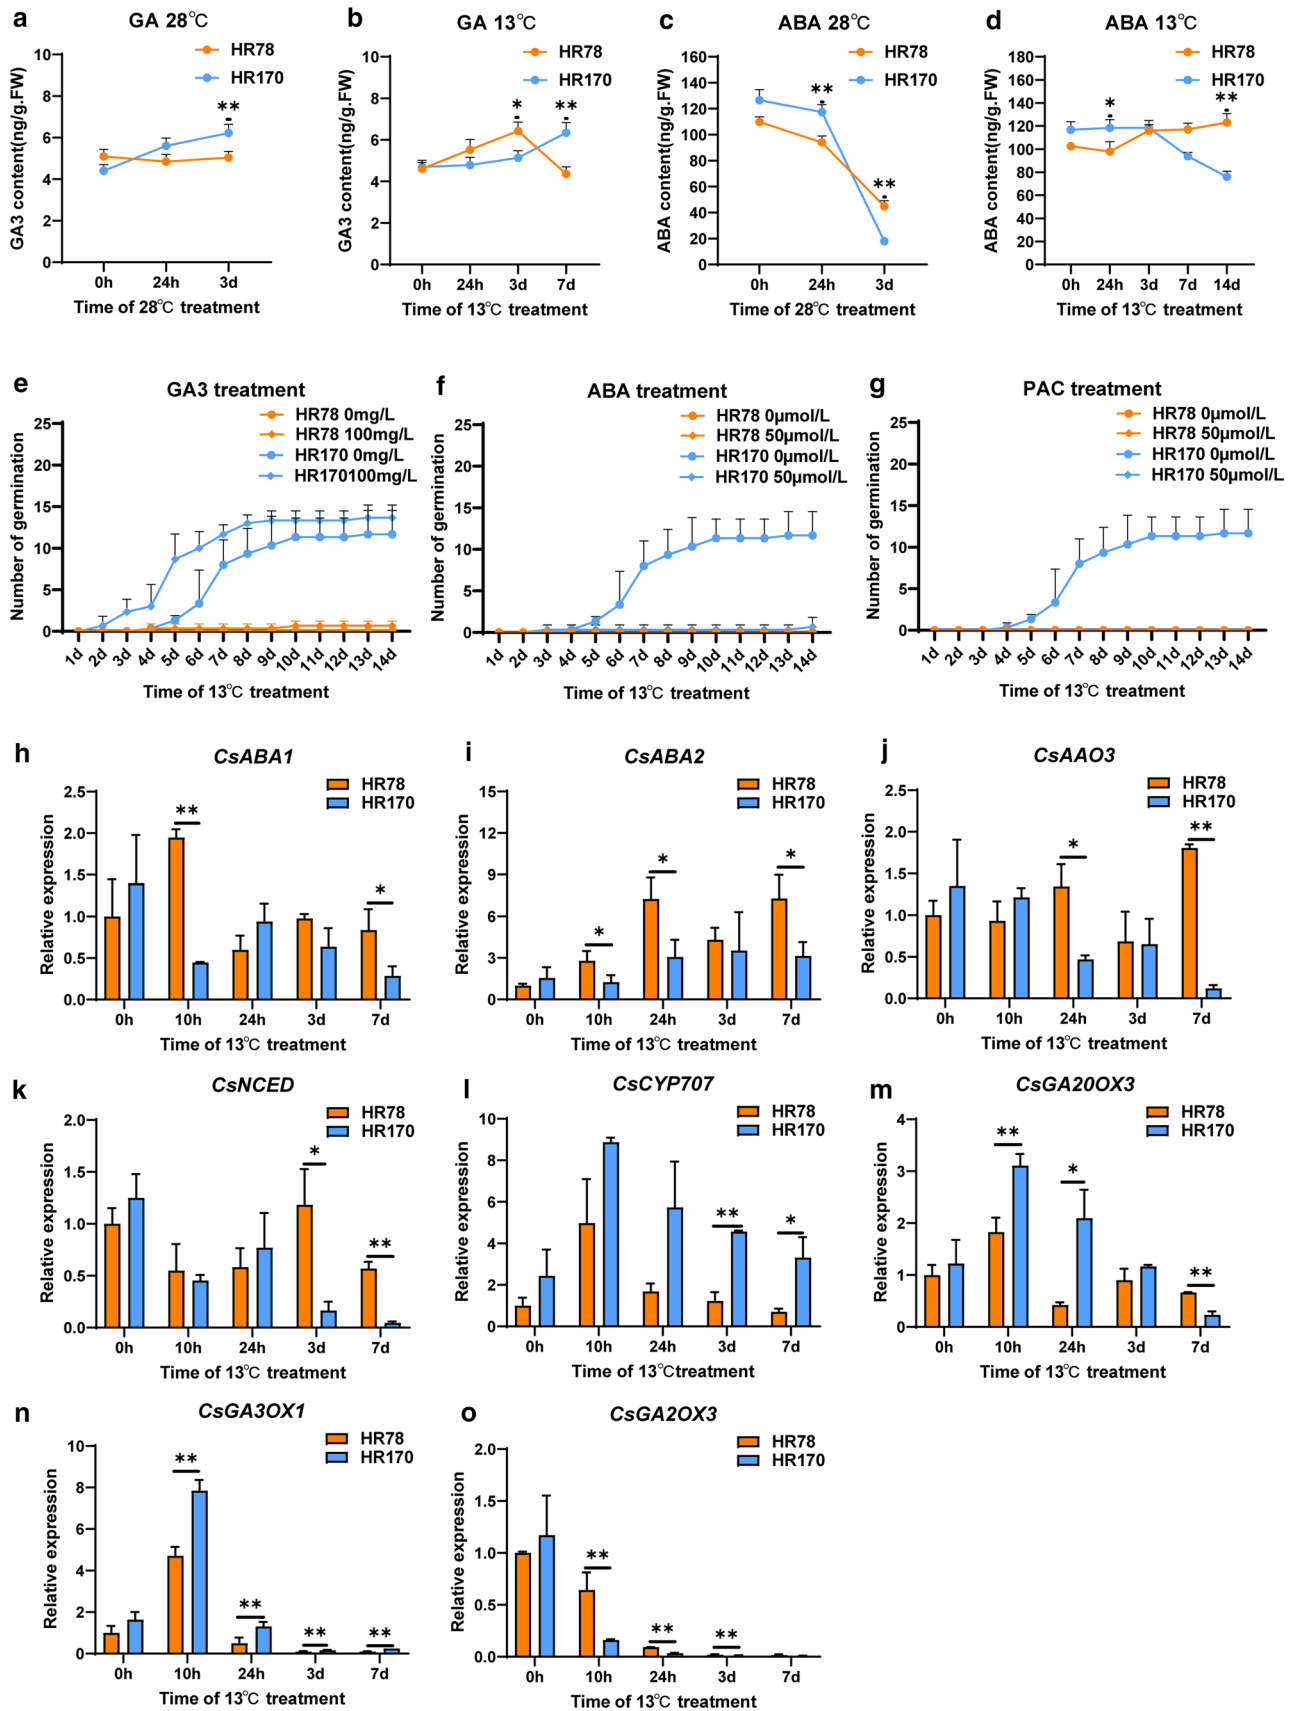 a
GA 28℃
HR78
HR170
GA3 content(ng/g.FW)
10
8
6
4
2
0
**
0h 24h 3d
Time of 28℃ treatment
b
GA 13℃
HR78
HR170
GA3 content(ng/g.FW)
10
8
6
4
2
0
* **
0h 24h 3d 7d
Time of 13℃ treatment
c
ABA 28℃
HR78
HR170
ABA content(ng/g.FW)
160
140
120
100
80
60
40
20
0
**
**
0h 24h 3d
Time of 28℃ treatment
d
ABA 13℃
HR78
HR170
ABA content(ng/g.FW)
180
160
140
120
100
80
60
40
20
0
* **
0h 24h 3d 7d 14d
Time of 13℃ treatment
e
GA3 treatment
HR78 0mg/L
HR78 100mg/L
HR170 0mg/L
HR170100mg/L
Number of germination
25
20
15
10
5
0
1d 2d 3d 4d 5d 6d 7d 8d 9d 10d 11d 12d 13d 14d
Time of 13℃ treatment
f
ABA treatment
HR78 0μmol/L
HR78 50μmol/L
HR170 0μmol/L
HR170 50μmol/L
Number of germination
25
20
15
10
5
0
1d 2d 3d 4d 5d 6d 7d 8d 9d 10d 11d 12d 13d 14d
Time of 13℃ treatment
g
PAC treatment
HR78 0μmol/L
HR78 50μmol/L
HR170 0μmol/L
HR170 50μmol/L
Number of germination
25
20
15
10
5
0
1d 2d 3d 4d 5d 6d 7d 8d 9d 10d 11d 12d 13d 14d
Time of 13℃ treatment
h
CsABA1
HR78
HR170
Relative expression
2.5
2.0
1.5
1.0
0.5
0.0
** *
0h 10h 24h 3d 7d
Time of 13℃ treatment
i
CsABA2
HR78
HR170
Relative expression
15
12
9
6
3
0
* * *
0h 10h 24h 3d 7d
Time of 13℃ treatment
j
CsAAO3
HR78
HR170
Relative expression
2.5
2.0
1.5
1.0
0.5
0.0
* **
0h 10h 24h 3d 7d
Time of 13℃ treatment
k
CsNCED
HR78
HR170
Relative expression
2.0
1.5
1.0
0.5
0.0
* **
0h 10h 24h 3d 7d
Time of 13℃ treatment
l
CsCYP707
HR78
HR170
Relative expression
10
8
6
4
2
0
** *
0h 10h 24h 3d 7d
Time of 13℃treatment
m
CsGA20OX3
HR78
HR170
Relative expression
4
3
2
1
0
** * **
0h 10h 24h 3d 7d
Time of 13℃ treatment
n
CsGA3OX1
HR78
HR170
Relative expression
10
8
6
4
2
0
** ** ** **
0h 10h 24h 3d 7d
Time of 13℃ treatment
o
CsGA2OX3
HR78
HR170
Relative expression
2.0
1.5
1.0
0.5
0.0
** ** **
0h 10h 24h 3d 7d
Time of 13℃ treatment